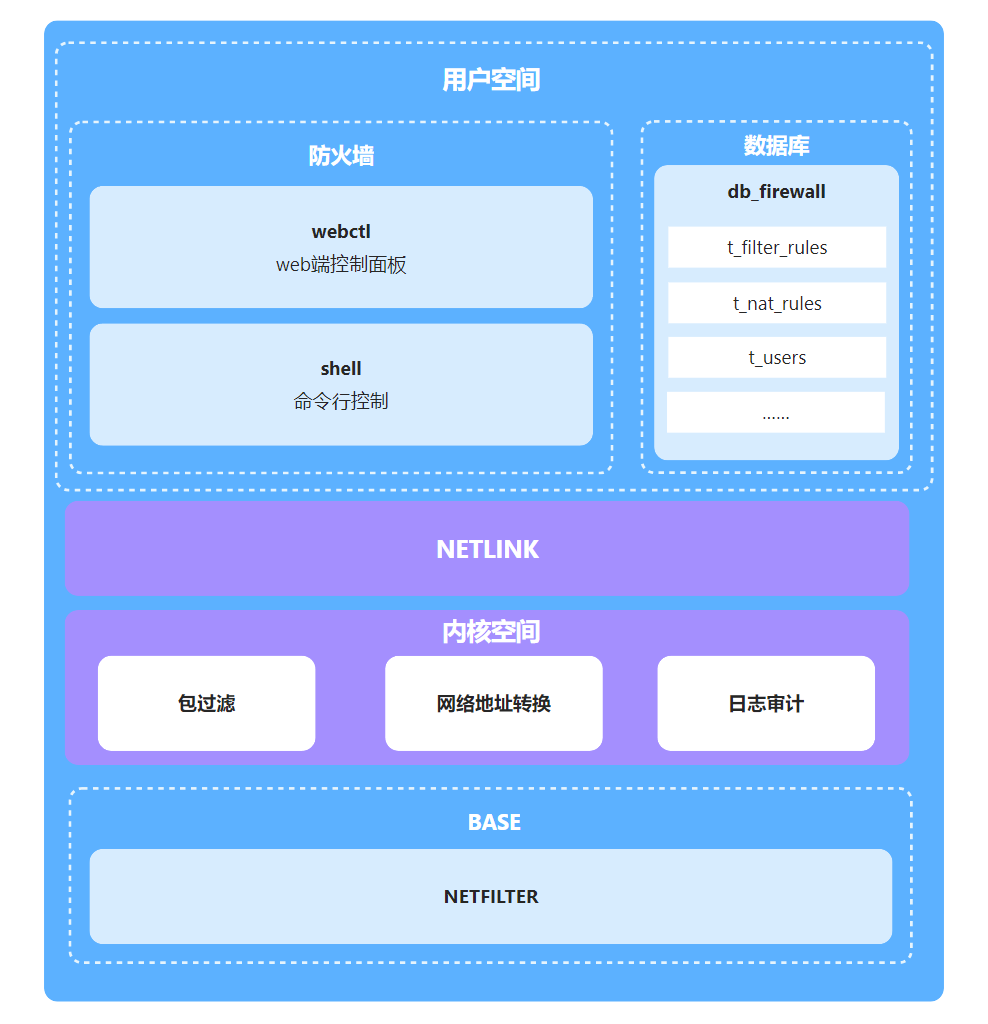 用户空间
防火墙
webctl
web端控制面板
shell
命令行控制
数据库
db_firewall
t_filter_rules
t_nat_rules
t_users
......
NETLINK
内核空间
包过滤
网络地址转换
日志审计
BASE
NETFILTER